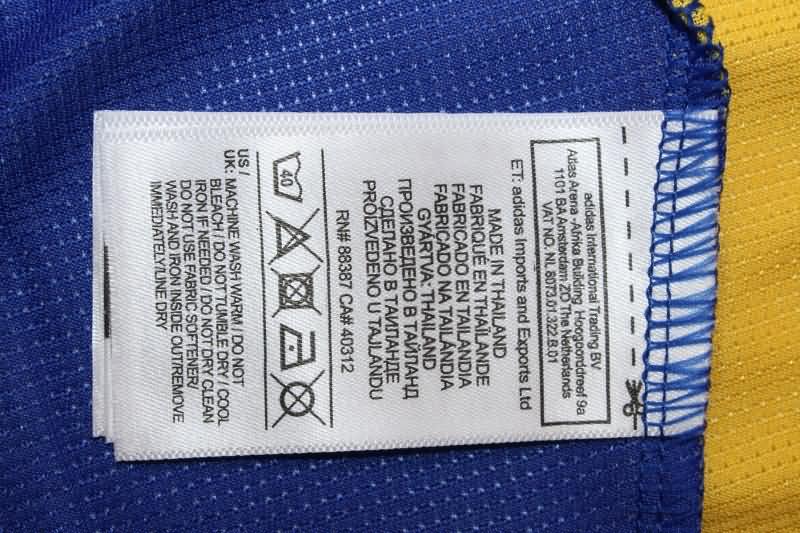 adidas International Trading BV
Atlas Arena -Afrika Building Hoogoorddreef 9a
1101 BA Amsterdam ZO The Netherlands
VAT NO. NL 8073.01.322.B.01
ET: adidas Imports and Exports Ltd
MADE IN THAILAND
FABRIQUÉ EN THAÏLANDE
FABRICADO EN TAILANDIA
FABRICADO NA TAILÂNDIA
GYÁRTVA: THAILAND
ПРОИЗВЕДЕНО В ТАИЛАНД
СДЕЛАНО В ТАИЛАНДЕ
PROIZVEDENO U TAJLANDU
RN# 88387 CA# 40312
40
US /
UK: MACHINE WASH WARM / DO NOT
BLEACH / DO NOT TUMBLE DRY / COOL
IRON IF NEEDED / DO NOT DRY CLEAN
DO NOT USE FABRIC SOFTENER/
WASH AND IRON INSIDE OUT/REMOVE
IMMEDIATELY/LINE DRY